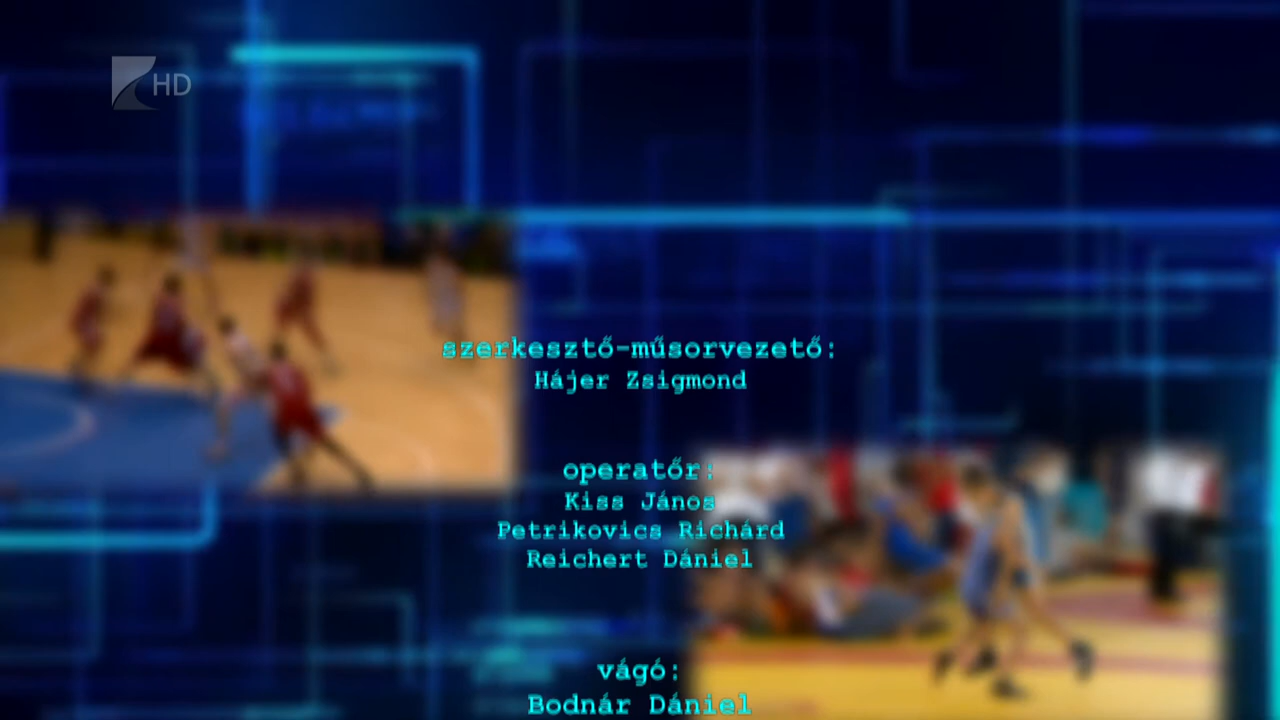 HD
szerkesztő-műsorvezető:
Hájer Zsigmond
operatőr:
Kiss János
Petrikovics Richárd
Reichert Dániel
vágó:
Bodnár Dániel